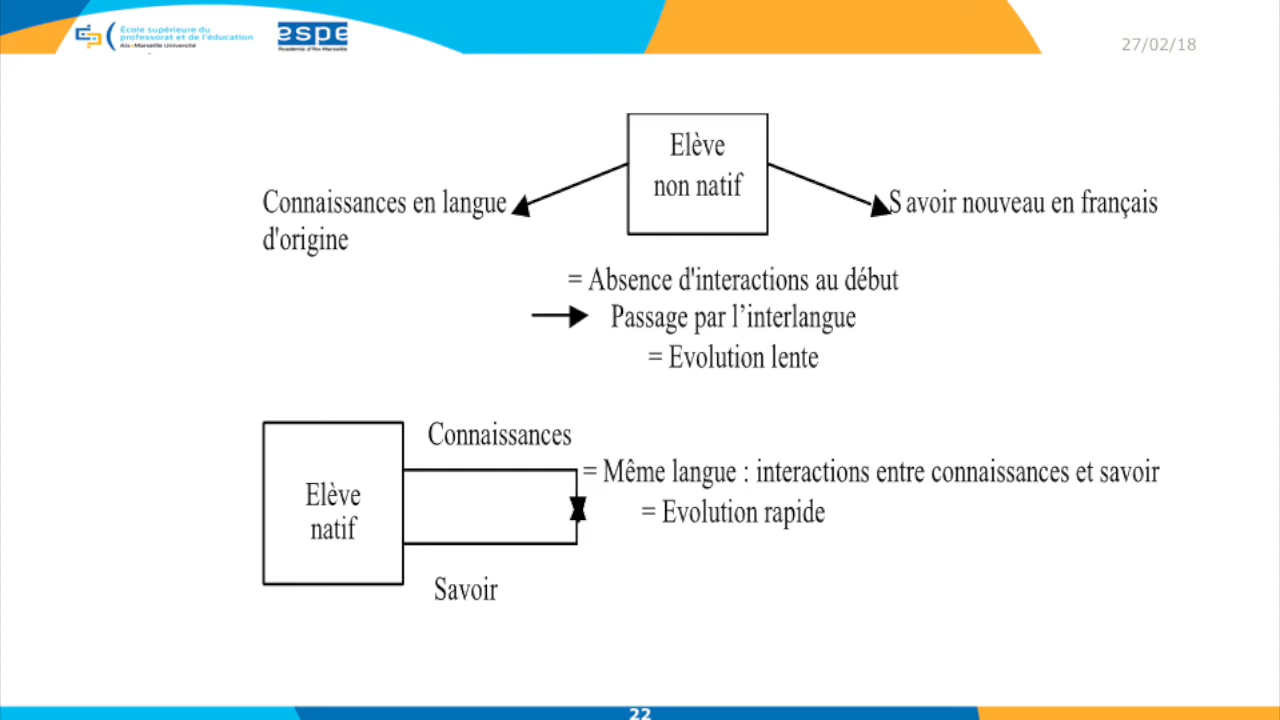 École supérieure du
professorat et de l'éducation
Aix-Marseille Université
espe
Académie d'Aix-Marseille
27/02/18
Elève
non natif
Connaissances en langue
d'origine
S avoir nouveau en français
= Absence d'interactions au début
Passage par l’interlangue
= Evolution lente
Connaissances
Elève
natif
= Même langue : interactions entre connaissances et savoir
= Evolution rapide
Savoir
22